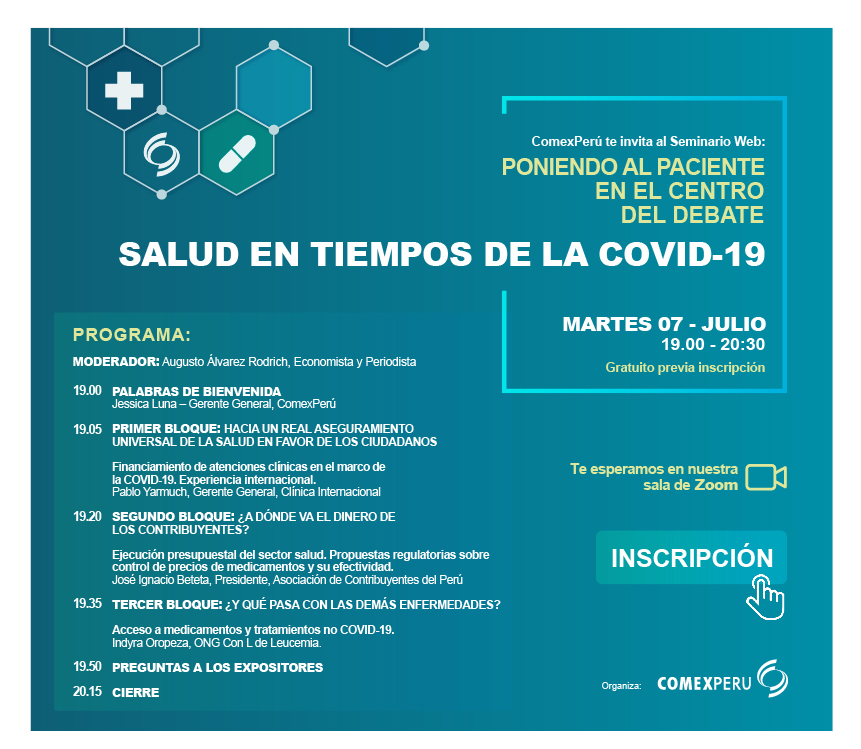 ComexPerú te invita al Seminario Web:
PONIENDO AL PACIENTE
EN EL CENTRO
DEL DEBATE
SALUD EN TIEMPOS DE LA COVID-19
MARTES 07 - JULIO
19.00 - 20:30
Gratuito previa inscripción
PROGRAMA:
MODERADOR: Augusto Álvarez Rodrich, Economista y Periodista
19.00 PALABRAS DE BIENVENIDA
Jessica Luna – Gerente General, ComexPerú
19.05 PRIMER BLOQUE: HACIA UN REAL ASEGURAMIENTO
UNIVERSAL DE LA SALUD EN FAVOR DE LOS CIUDADANOS
Financiamiento de atenciones clínicas en el marco de
la COVID-19. Experiencia internacional.
Pablo Yarmuch, Gerente General, Clínica Internacional
19.20 SEGUNDO BLOQUE: ¿A DÓNDE VA EL DINERO DE
LOS CONTRIBUYENTES?
Ejecución presupuestal del sector salud. Propuestas regulatorias sobre
control de precios de medicamentos y su efectividad.
José Ignacio Beteta, Presidente, Asociación de Contribuyentes del Perú
19.35 TERCER BLOQUE: ¿Y QUÉ PASA CON LAS DEMÁS ENFERMEDADES?
Acceso a medicamentos y tratamientos no COVID-19.
Indyra Oropeza, ONG Con L de Leucemia.
19.50 PREGUNTAS A LOS EXPOSITORES
20.15 CIERRE
Te esperamos en nuestra
sala de Zoom
INSCRIPCIÓN
Organiza: COMEXPERU